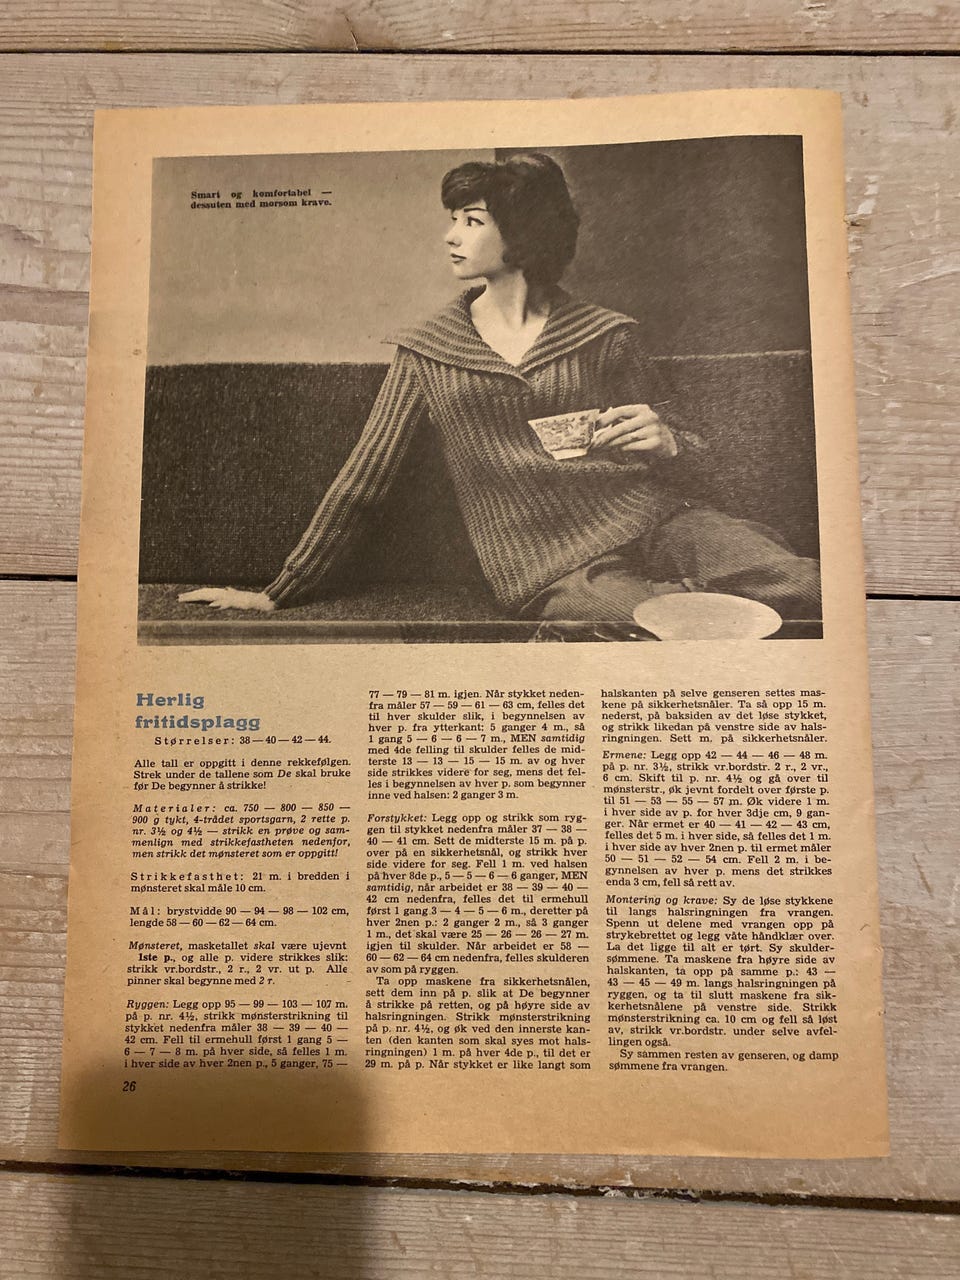 Smart og komfortabel —
dessuten med morsom krave.
Herlig
fritidsplagg
Størrelser: 38 — 40 — 42 — 44.
Alle tall er oppgitt i denne rekkefølgen.
Strek under de tallene som De skal bruke
før De begynner å strikke!
Materialer: ca. 750 — 800 — 850 —
900 g tykt, 4-trådet sportsgarn, 2 rette p.
nr. 3½ og 4½ — strikk en prøve og sam-
menlign med strikkefastheten nedenfor,
men strikk det mønsteret som er oppgitt!
Strikkefasthet: 21 m. i bredden i
mønsteret skal måle 10 cm.
Mål: brystvidde 90 — 94 — 98 — 102 cm,
lengde 58 — 60 — 62 — 64 cm.
Mønsteret, masketallet skal være ujevnt
1ste p., og alle p. videre strikkes slik:
strikk vr.bordstr., 2 r., 2 vr. ut p. Alle
pinner skal begynne med 2 r.
Ryggen: Legg opp 95 — 99 — 103 — 107 m.
på p. nr. 4½, strikk mønsterstrikning til
stykket nedenfra måler 38 — 39 — 40 —
42 cm. Fell til ermehull først 1 gang 5 —
6 — 7 — 8 m. på hver side, så felles 1 m.
i hver side av hver 2nen p., 5 ganger, 75 —
26
77 — 79 — 81 m. igjen. Når stykket neden-
fra måler 57 — 59 — 61 — 63 cm, felles det
til hver skulder slik, i begynnelsen av
hver p. fra ytterkant: 5 ganger 4 m., så
1 gang 5 — 6 — 6 — 7 m., MEN samtidig
med 4de felling til skulder felles de mid-
terste 13 — 13 — 15 — 15 m. av og hver
side strikkes videre for seg, mens det fel-
les i begynnelsen av hver p. som begynner
inne ved halsen: 2 ganger 3 m.
Forstykket: Legg opp og strikk som ryg-
gen til stykket nedenfra måler 37 — 38 —
40 — 41 cm. Sett de midterste 15 m. på p.
over på en sikkerhetsnål, og strikk hver
side videre for seg. Fell 1 m. ved halsen
på hver 8de p., 5 — 5 — 6 — 6 ganger, MEN
samtidig, når arbeidet er 38 — 39 — 40 —
42 cm nedenfra, felles det til ermehull
først 1 gang 3 — 4 — 5 — 6 m., deretter på
hver 2nen p.: 2 ganger 2 m., så 3 ganger
1 m., det skal være 25 — 26 — 26 — 27 m.
igjen til skulder. Når arbeidet er 58 —
60 — 62 — 64 cm nedenfra, felles skulderen
av som på ryggen.
Ta opp maskene fra sikkerhetsnålen,
sett dem inn på p. slik at De begynner
å strikke på retten, og på høyre side av
halsringningen. Strikk mønsterstrikning
på p. nr. 4½, og øk ved den innerste kan-
ten (den kanten som skal syes mot hals-
ringningen) 1 m. på hver 4de p., til det er
29 m. på p. Når stykket er like langt som
halskanten på selve genseren settes mas-
kene på sikkerhetsnåler. Ta så opp 15 m.
nederst, på baksiden av det løse stykket,
og strikk likedan på venstre side av hals-
ringningen. Sett m. på sikkerhetsnåler.
Ermene: Legg opp 42 — 44 — 46 — 48 m.
på p. nr. 3½, strikk vr.bordstr. 2 r., 2 vr.,
6 cm. Skift til p. nr. 4½ og gå over til
mønsterstr., øk jevnt fordelt over første p.
til 51 — 53 — 55 — 57 m. Øk videre 1 m.
i hver side av p. for hver 3dje cm, 9 gan-
ger. Når ermet er 40 — 41 — 42 — 43 cm,
felles det 5 m. i hver side, så felles det 1 m.
i hver side av hver 2nen p. til ermet måler
50 — 51 — 52 — 54 cm. Fell 2 m. i be-
gynnelsen av hver p. mens det strikkes
enda 3 cm, fell så rett av.
Montering og krave: Sy de løse stykkene
til langs halsringningen fra vrangen.
Spenn ut delene med vrangen opp på
strykebrettet og legg våte håndklær over.
La det ligge til alt er tørt. Sy skulder-
sømmene. Ta maskene fra høyre side av
halskanten, ta opp på samme p.: 43 —
43 — 45 — 49 m. langs halsringningen på
ryggen, og ta til slutt maskene fra sik-
kerhetsnålene på venstre side. Strikk
mønsterstrikning ca. 10 cm og fell så løst
av, strikk vr.bordstr. under selve avfel-
lingen også.
Sy sammen resten av genseren, og damp
sømmene fra vrangen.